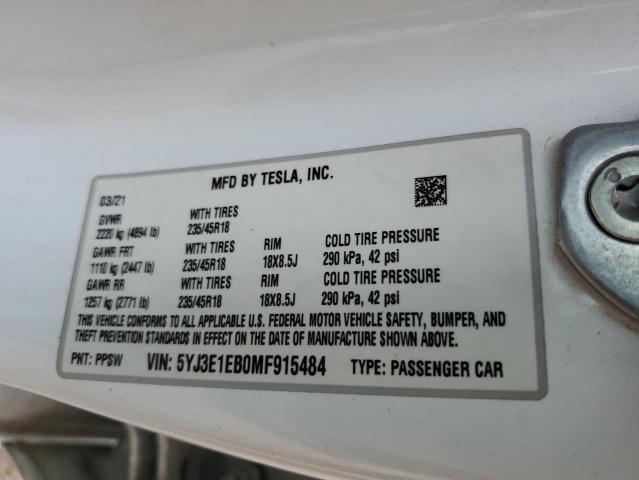 MFD BY TESLA, INC.
03/21
GVWR WITH TIRES
2220 kg (4894 lb) 235/45R18
GAWR FRT WITH TIRES RIM COLD TIRE PRESSURE
1110 kg (2447 lb) 235/45R18 18X8.5J 290 kPa, 42 psi
GAWR RR WITH TIRES RIM COLD TIRE PRESSURE
1257 kg (2771 lb) 235/45R18 18X8.5J 290 kPa, 42 psi
THIS VEHICLE CONFORMS TO ALL APPLICABLE U.S. FEDERAL MOTOR VEHICLE SAFETY, BUMPER, AND
THEFT PREVENTION STANDARDS IN EFFECT ON THE DATE OF MANUFACTURE SHOWN ABOVE.
PNT: PPSW VIN: 5YJ3E1EB0MF915484 TYPE: PASSENGER CAR